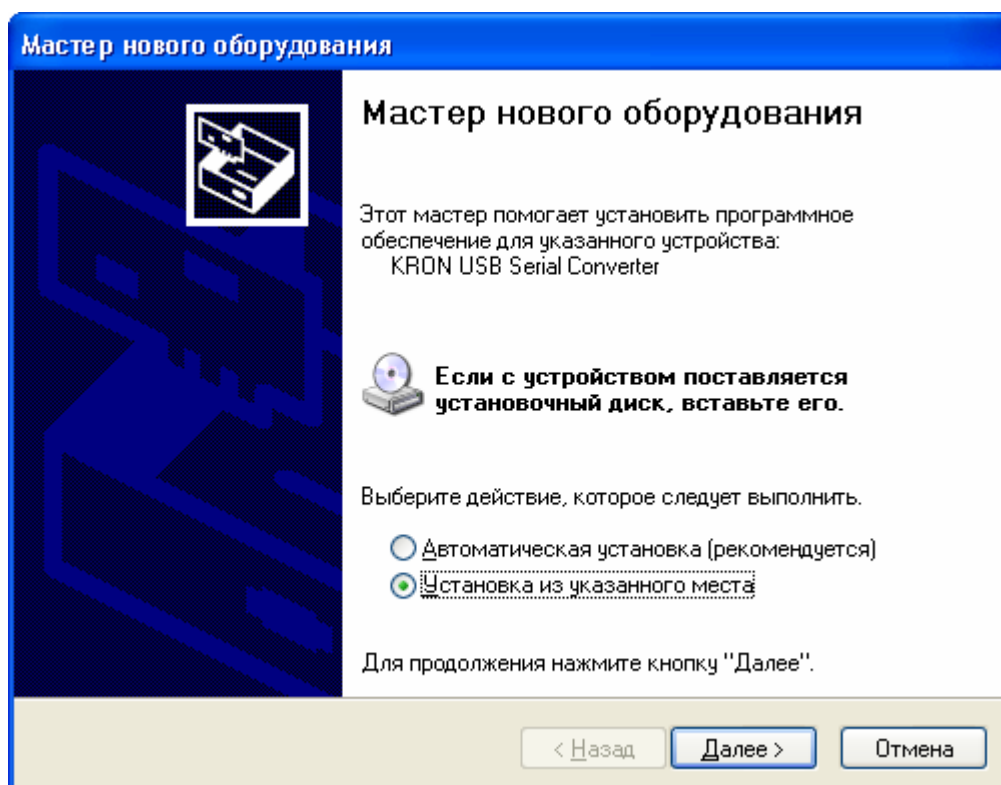 Мастер нового оборудования
Мастер нового оборудования
Этот мастер помогает установить программное
обеспечение для указанного устройства:
KRON USB Serial Converter
Если с устройством поставляется
установочный диск, вставьте его.
Выберите действие, которое следует выполнить.
Автоматическая установка (рекомендуется)
Установка из указанного места
Для продолжения нажмите кнопку "Далее".
< Назад Далее > Отмена